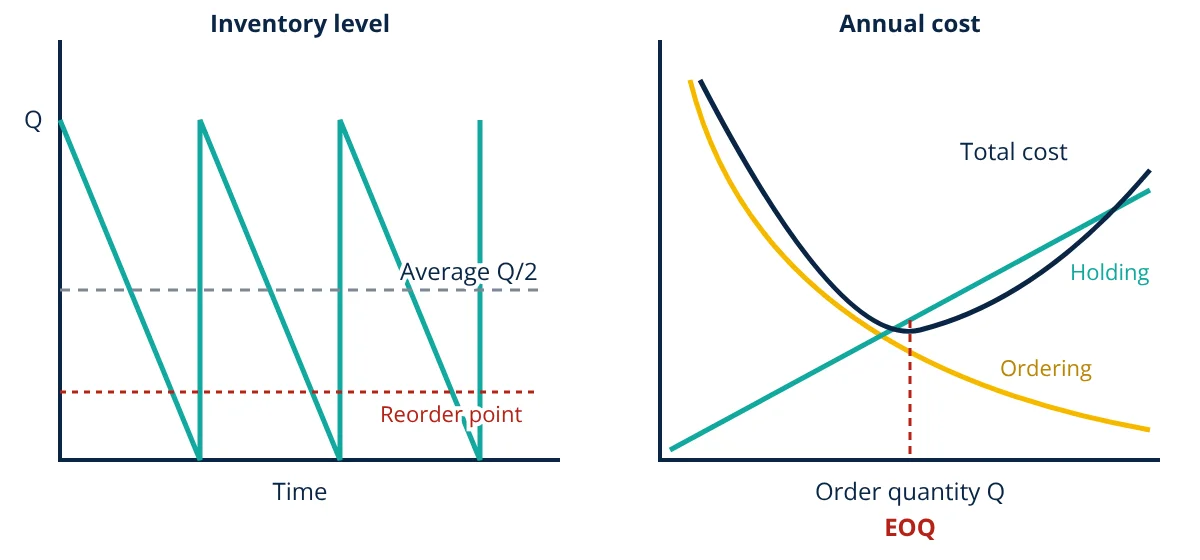 Inventory level
Q
Average Q/2
Reorder point
Time
Annual cost
Total cost
Holding
Ordering
Order quantity Q
EOQ